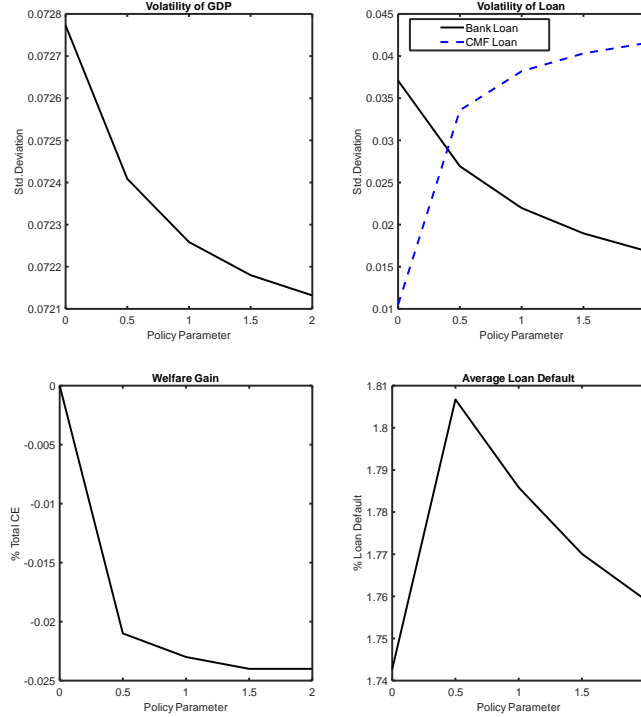 Volatility of GDP
0.0728
0.0727
0.0726
0.0725
0.0724
0.0723
0.0722
0.0721
Std.Deviation
0 0.5 1 1.5 2
Policy Parameter
Volatility of Loan
Bank Loan
CMF Loan
0.045
0.04
0.035
0.03
0.025
0.02
0.015
0.01
Std.Deviation
0 0.5 1 1.5
Policy Parameter
Welfare Gain
0
-0.005
-0.01
-0.015
-0.02
-0.025
% Total CE
0 0.5 1 1.5 2
Policy Parameter
Average Loan Default
1.81
1.8
1.79
1.78
1.77
1.76
1.75
1.74
% Loan Default
0 0.5 1 1.5
Policy Parameter